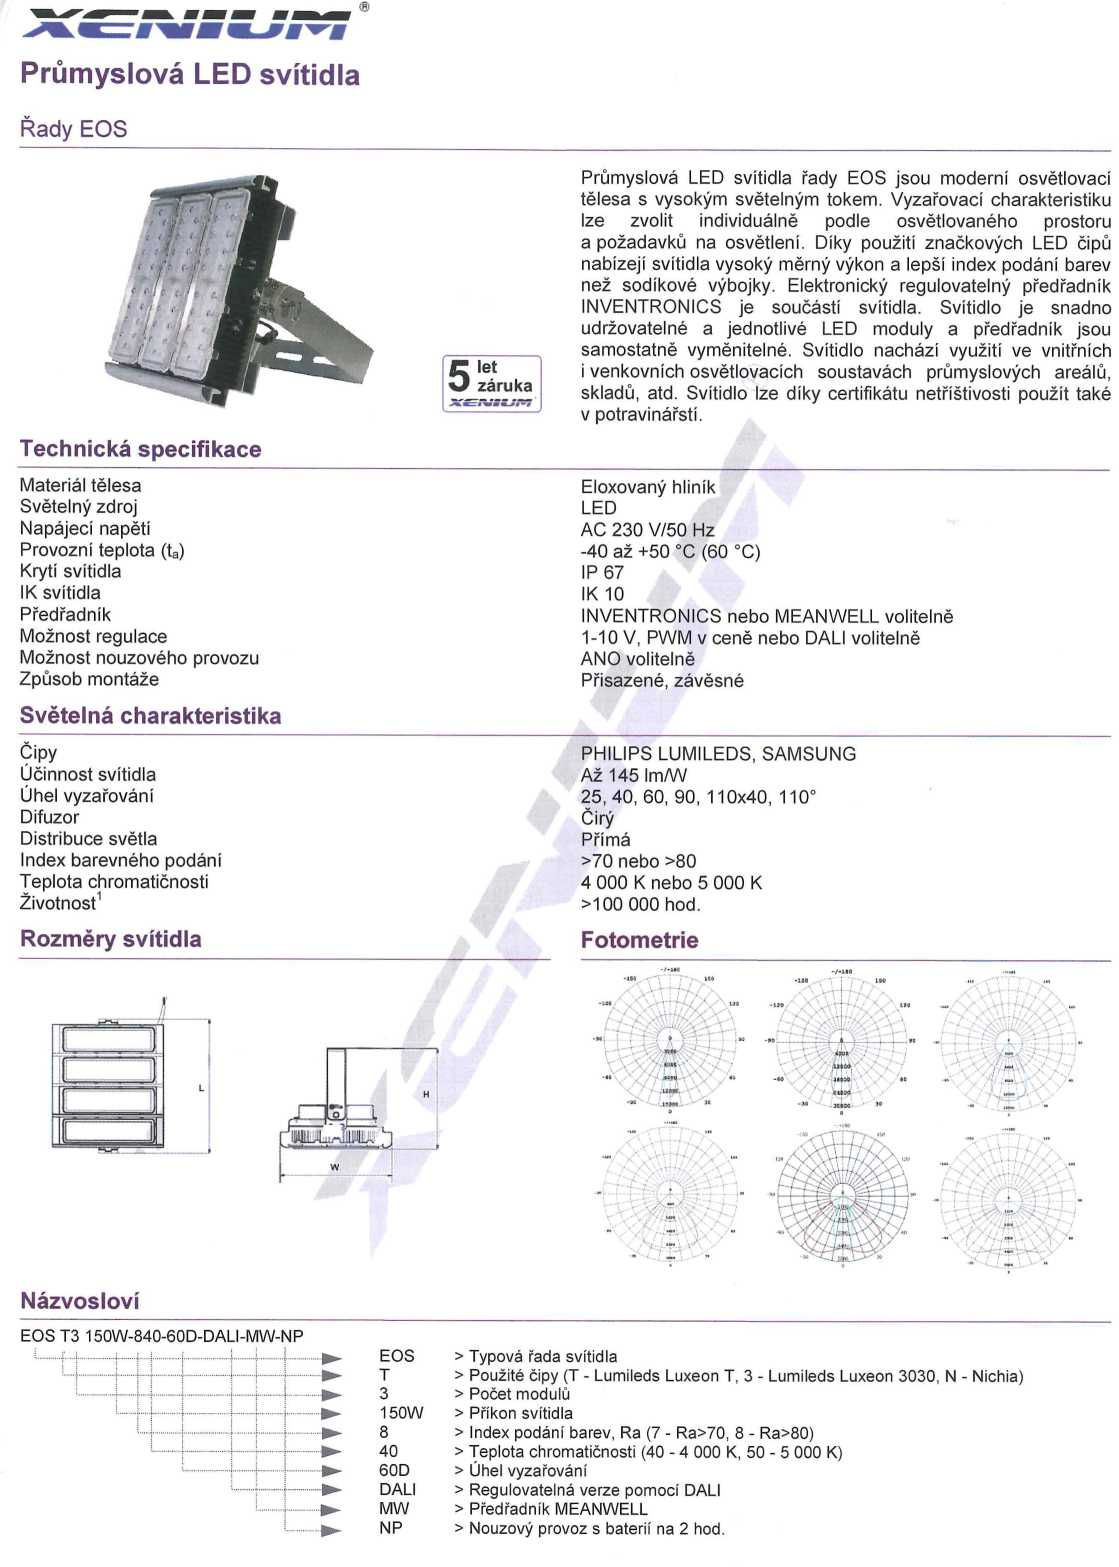 XENIUM®
Průmyslová LED svítidla
Řady EOS
Průmyslová LED svítidla řady EOS jsou moderní osvětlovací
tělesa s vysokým světelným tokem. Vyzařovací charakteristiku
lze zvolit individuálně podle osvětlovaného prostoru
a požadavků na osvětlení. Díky použití značkových LED čipů
nabízejí svítidla vysoký měrný výkon a lepší index podání barev
než sodíkové výbojky. Elektronický regulovatelný předřadník
INVENTRONICS je součástí svítidla. Svítidlo je snadno
udržovatelné a jednotlivé LED moduly a předřadník jsou
samostatně vyměnitelné. Svítidlo nachází využití ve vnitřních
i venkovních osvětlovacích soustavách průmyslových areálů,
skladů, atd. Svítidlo lze díky certifikátu netříštivosti použít také
v potravinářství.
5 let
záruka
XENIUM
Technická specifikace
Materiál tělesa Eloxovaný hliník
Světelný zdroj LED
Napájecí napětí AC 230 V/50 Hz
Provozní teplota (ta) -40 až +50 °C (60 °C)
Krytí svítidla IP 67
IK svítidla IK 10
Předřadník INVENTRONICS nebo MEANWELL volitelně
Možnost regulace 1-10 V, PWM v ceně nebo DALI volitelně
Možnost nouzového provozu ANO volitelně
Způsob montáže Přisazené, závěsné
Světelná charakteristika
Čipy PHILIPS LUMILEDS, SAMSUNG
Účinnost svítidla Až 145 lm/W
Úhel vyzařování 25, 40, 60, 90, 110x40, 110°
Difuzor Čirý
Distribuce světla Přímá
Index barevného podání >70 nebo >80
Teplota chromatičnosti 4 000 K nebo 5 000 K
Životnost1 >100 000 hod.
Rozměry svítidla
L
H
W
Fotometrie
Názvosloví
EOS T3 150W-840-60D-DALI-MW-NP
EOS > Typová řada svítidla
T > Použité čipy (T - Lumileds Luxeon T, 3 - Lumileds Luxeon 3030, N - Nichia)
3 > Počet modulů
150W > Příkon svítidla
8 > Index podání barev, Ra (7 - Ra>70, 8 - Ra>80)
40 > Teplota chromatičnosti (40 - 4 000 K, 50 - 5 000 K)
60D > Úhel vyzařování
DALI > Regulovatelná verze pomocí DALI
MW > Předřadník MEANWELL
NP > Nouzový provoz s baterií na 2 hod.
XENIUM